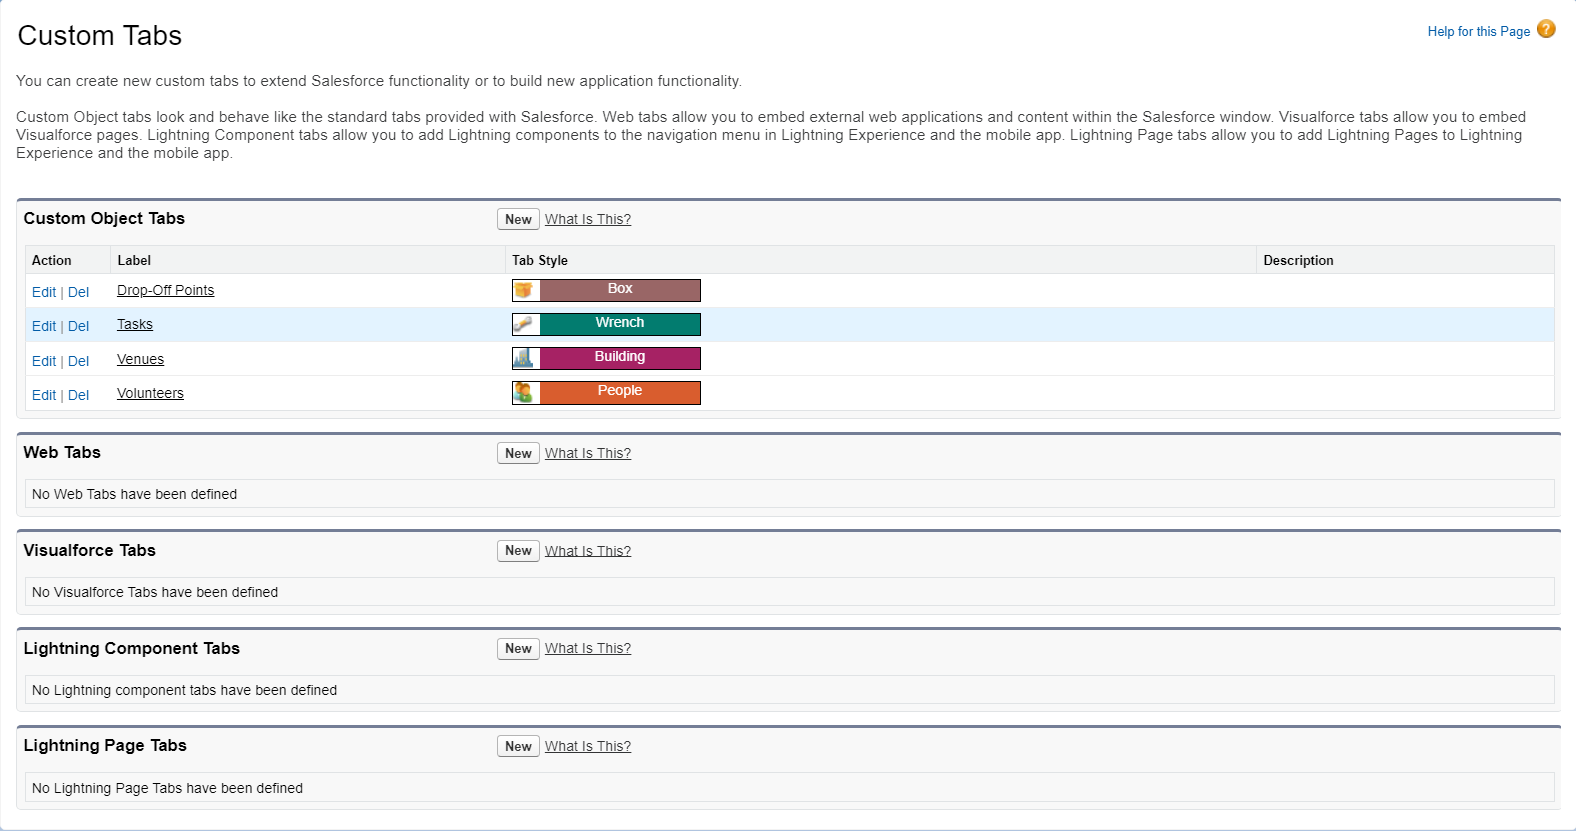 Custom Tabs
Help for this Page ?
You can create new custom tabs to extend Salesforce functionality or to build new application functionality.
Custom Object tabs look and behave like the standard tabs provided with Salesforce. Web tabs allow you to embed external web applications and content within the Salesforce window. Visualforce tabs allow you to embed
Visualforce pages. Lightning Component tabs allow you to add Lightning components to the navigation menu in Lightning Experience and the mobile app. Lightning Page tabs allow you to add Lightning Pages to Lightning
Experience and the mobile app.
Custom Object Tabs New What Is This?
Action Label Tab Style Description
Edit | Del Drop-Off Points Box
Edit | Del Tasks Wrench
Edit | Del Venues Building
Edit | Del Volunteers People
Web Tabs New What Is This?
No Web Tabs have been defined
Visualforce Tabs New What Is This?
No Visualforce Tabs have been defined
Lightning Component Tabs New What Is This?
No Lightning component tabs have been defined
Lightning Page Tabs New What Is This?
No Lightning Page Tabs have been defined